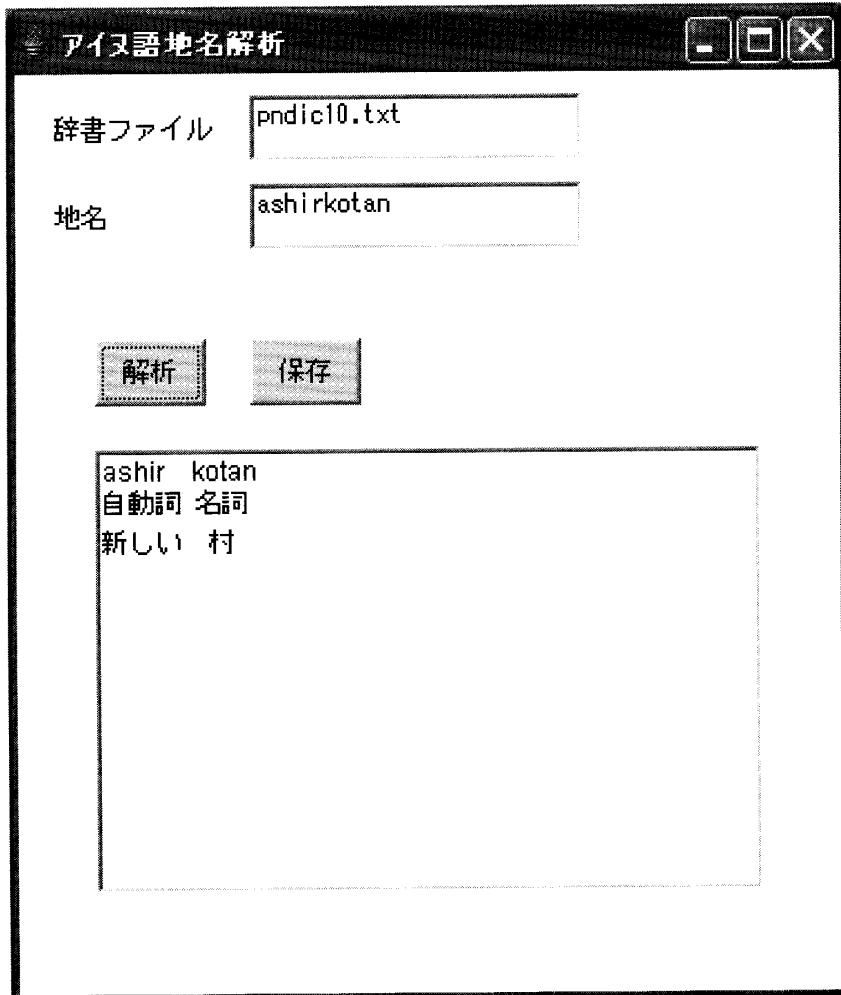 アイヌ語地名解析
辞書ファイル pndic10.txt
地名 ashirkotan
解析 保存
ashir kotan
自動詞 名詞
新しい 村